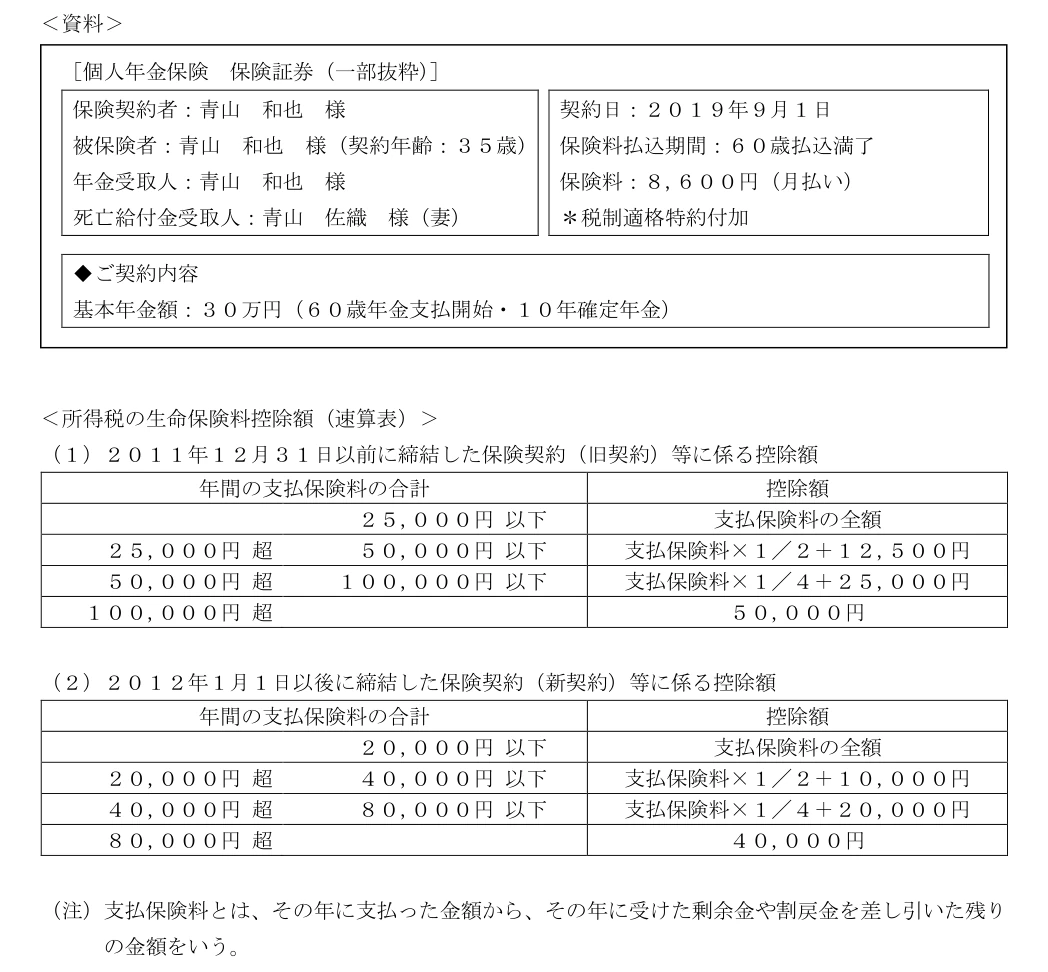 ＜資料＞
［個人年金保険　保険証券（一部抜粋）］
保険契約者：青山　和也　様
被保険者：青山　和也　様（契約年齢：３５歳）
年金受取人：青山　和也　様
死亡給付金受取人：青山　佐織　様（妻）
契約日：２０１９年９月１日
保険料払込期間：６０歳払込満了
保険料：８，６００円（月払い）
＊税制適格特約付加
◆ご契約内容
基本年金額：３０万円（６０歳年金支払開始・１０年確定年金）
＜所得税の生命保険料控除額（速算表）＞
（１）２０１１年１２月３１日以前に締結した保険契約（旧契約）等に係る控除額
年間の支払保険料の合計　控除額
２５，０００円 以下　支払保険料の全額
２５，０００円 超　５０，０００円 以下　支払保険料×１／２＋１２，５００円
５０，０００円 超　１００，０００円 以下　支払保険料×１／４＋２５，０００円
１００，０００円 超　５０，０００円
（２）２０１２年１月１日以後に締結した保険契約（新契約）等に係る控除額
年間の支払保険料の合計　控除額
２０，０００円 以下　支払保険料の全額
２０，０００円 超　４０，０００円 以下　支払保険料×１／２＋１０，０００円
４０，０００円 超　８０，０００円 以下　支払保険料×１／４＋２０，０００円
８０，０００円 超　４０，０００円
（注）支払保険料とは、その年に支払った金額から、その年に受けた剰余金や割戻金を差し引いた残り
の金額をいう。